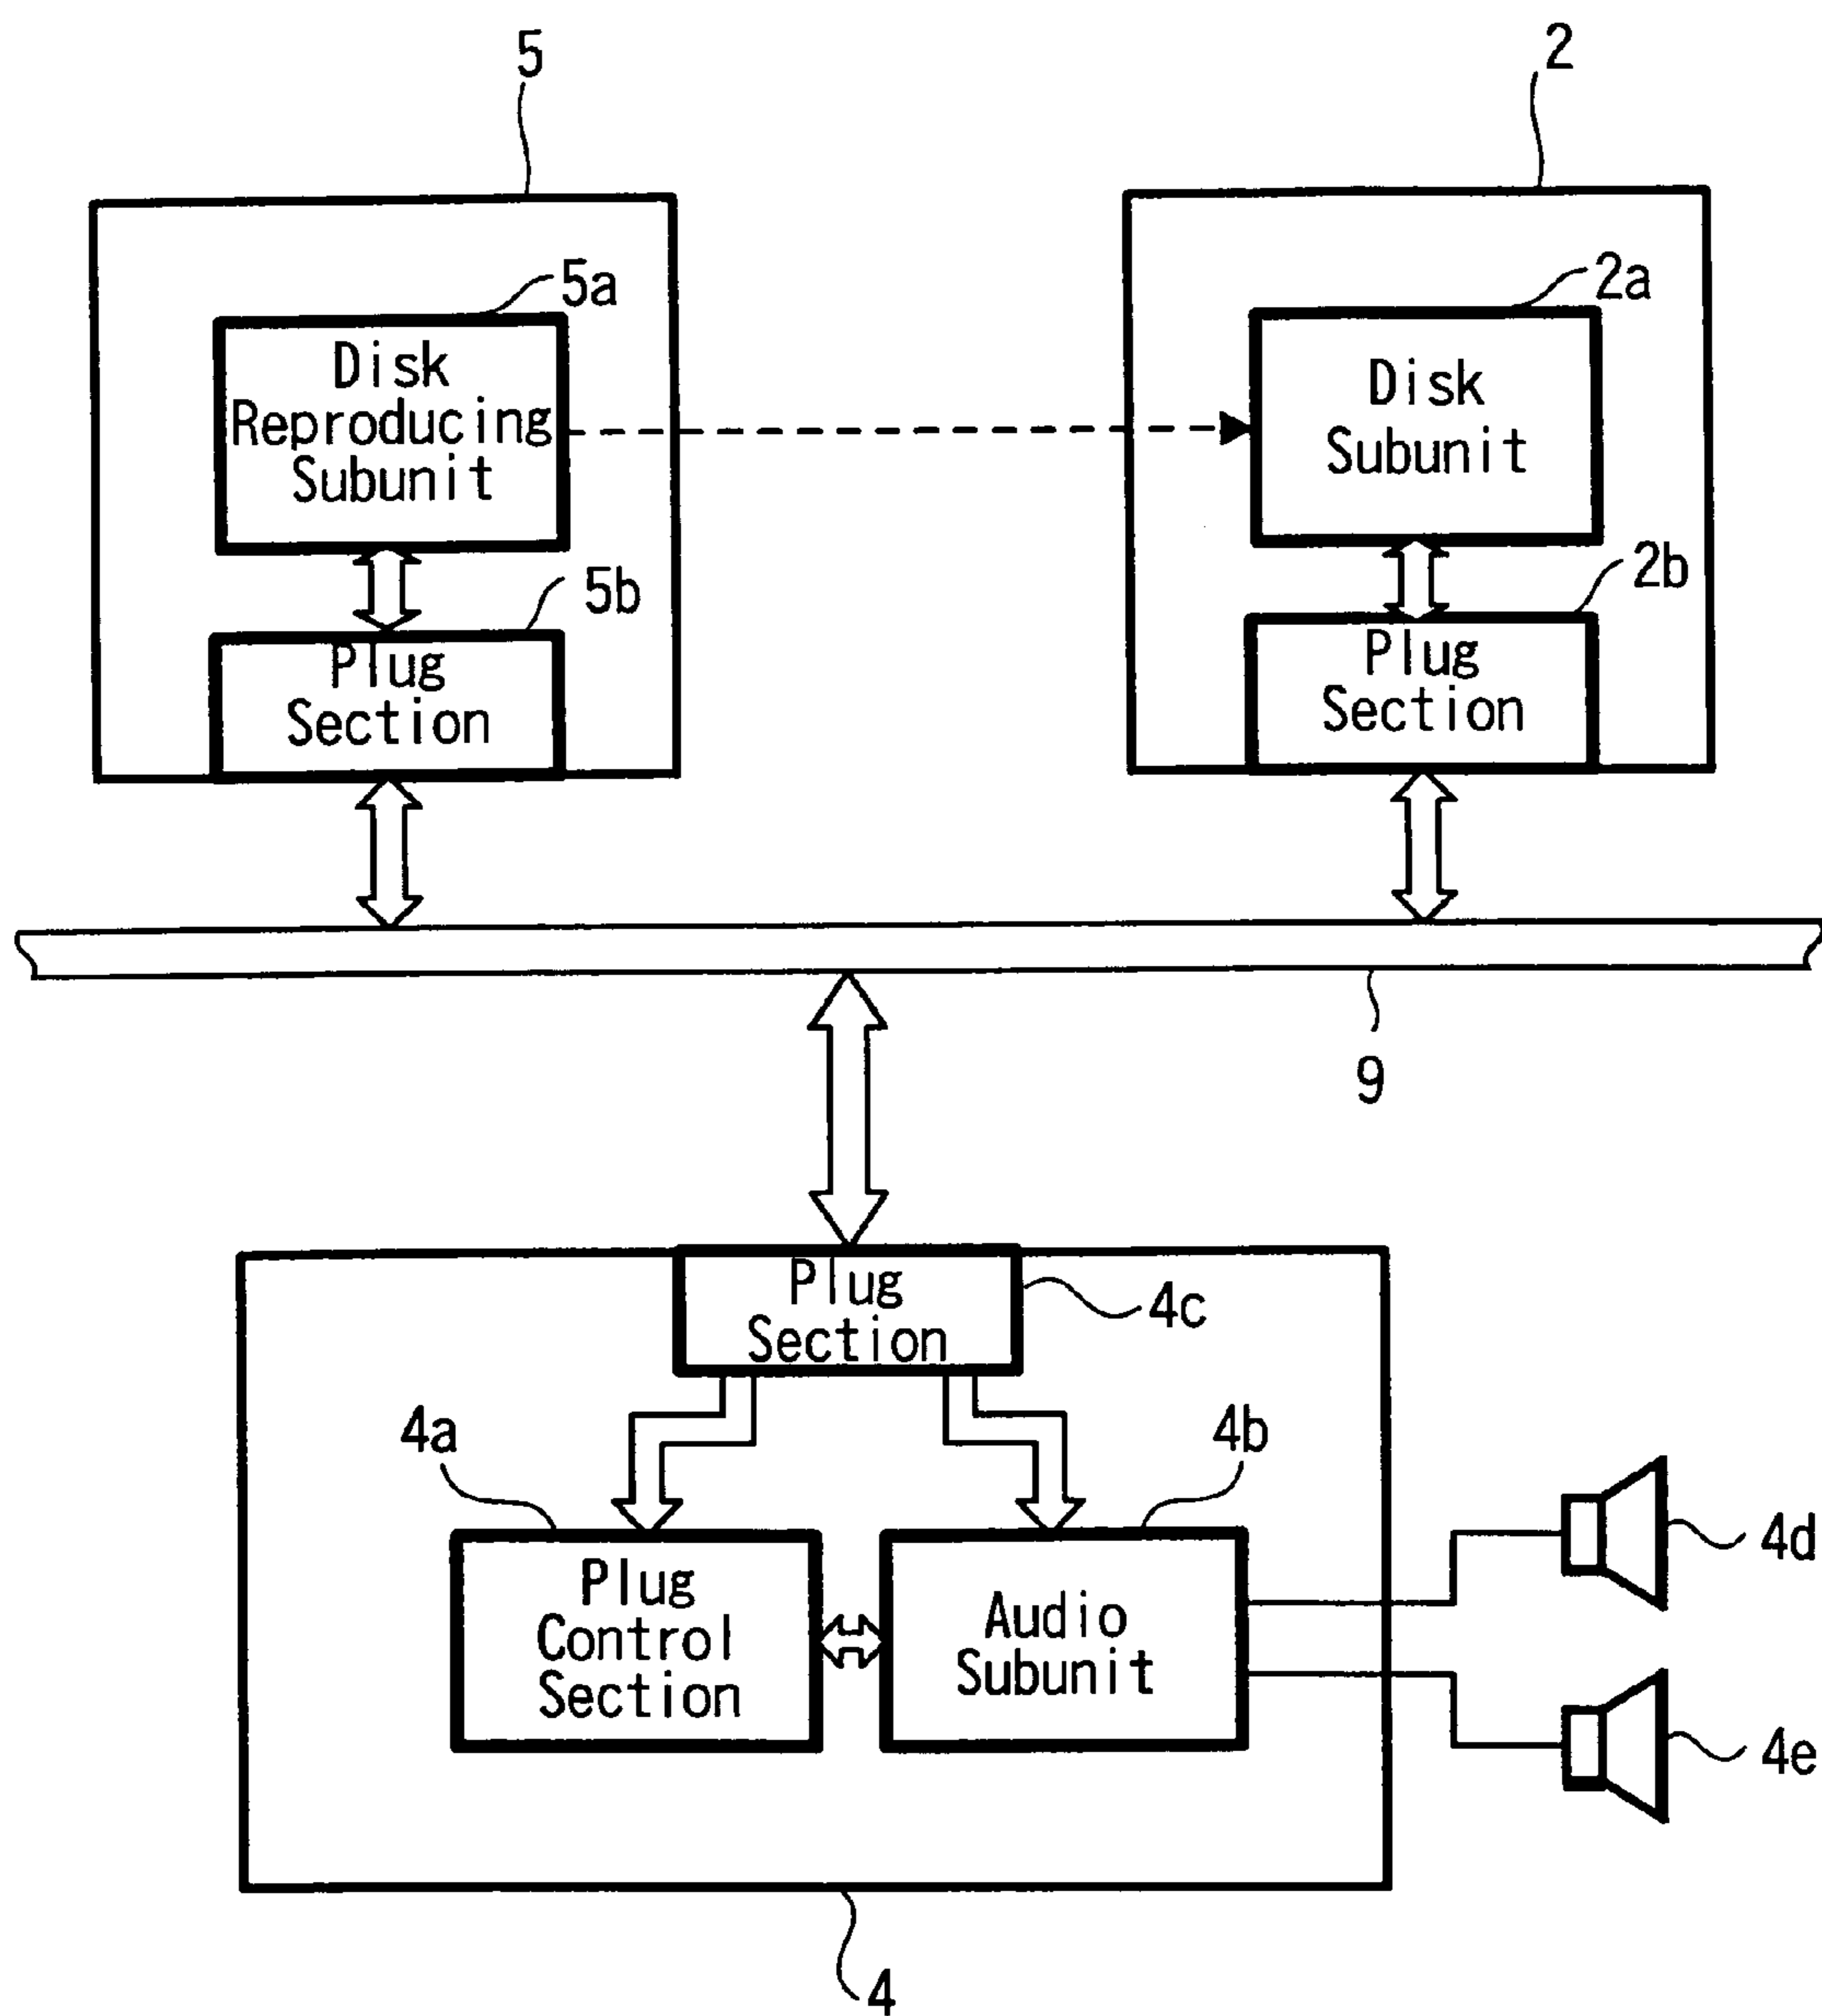 5
2
5a
Disk
Reproducing
Subunit
2a
Disk
Subunit
5b
Plug
Section
2b
Plug
Section
9
Plug
Section
4c
4a
Plug
Control
Section
4b
Audio
Subunit
4d
4e
4